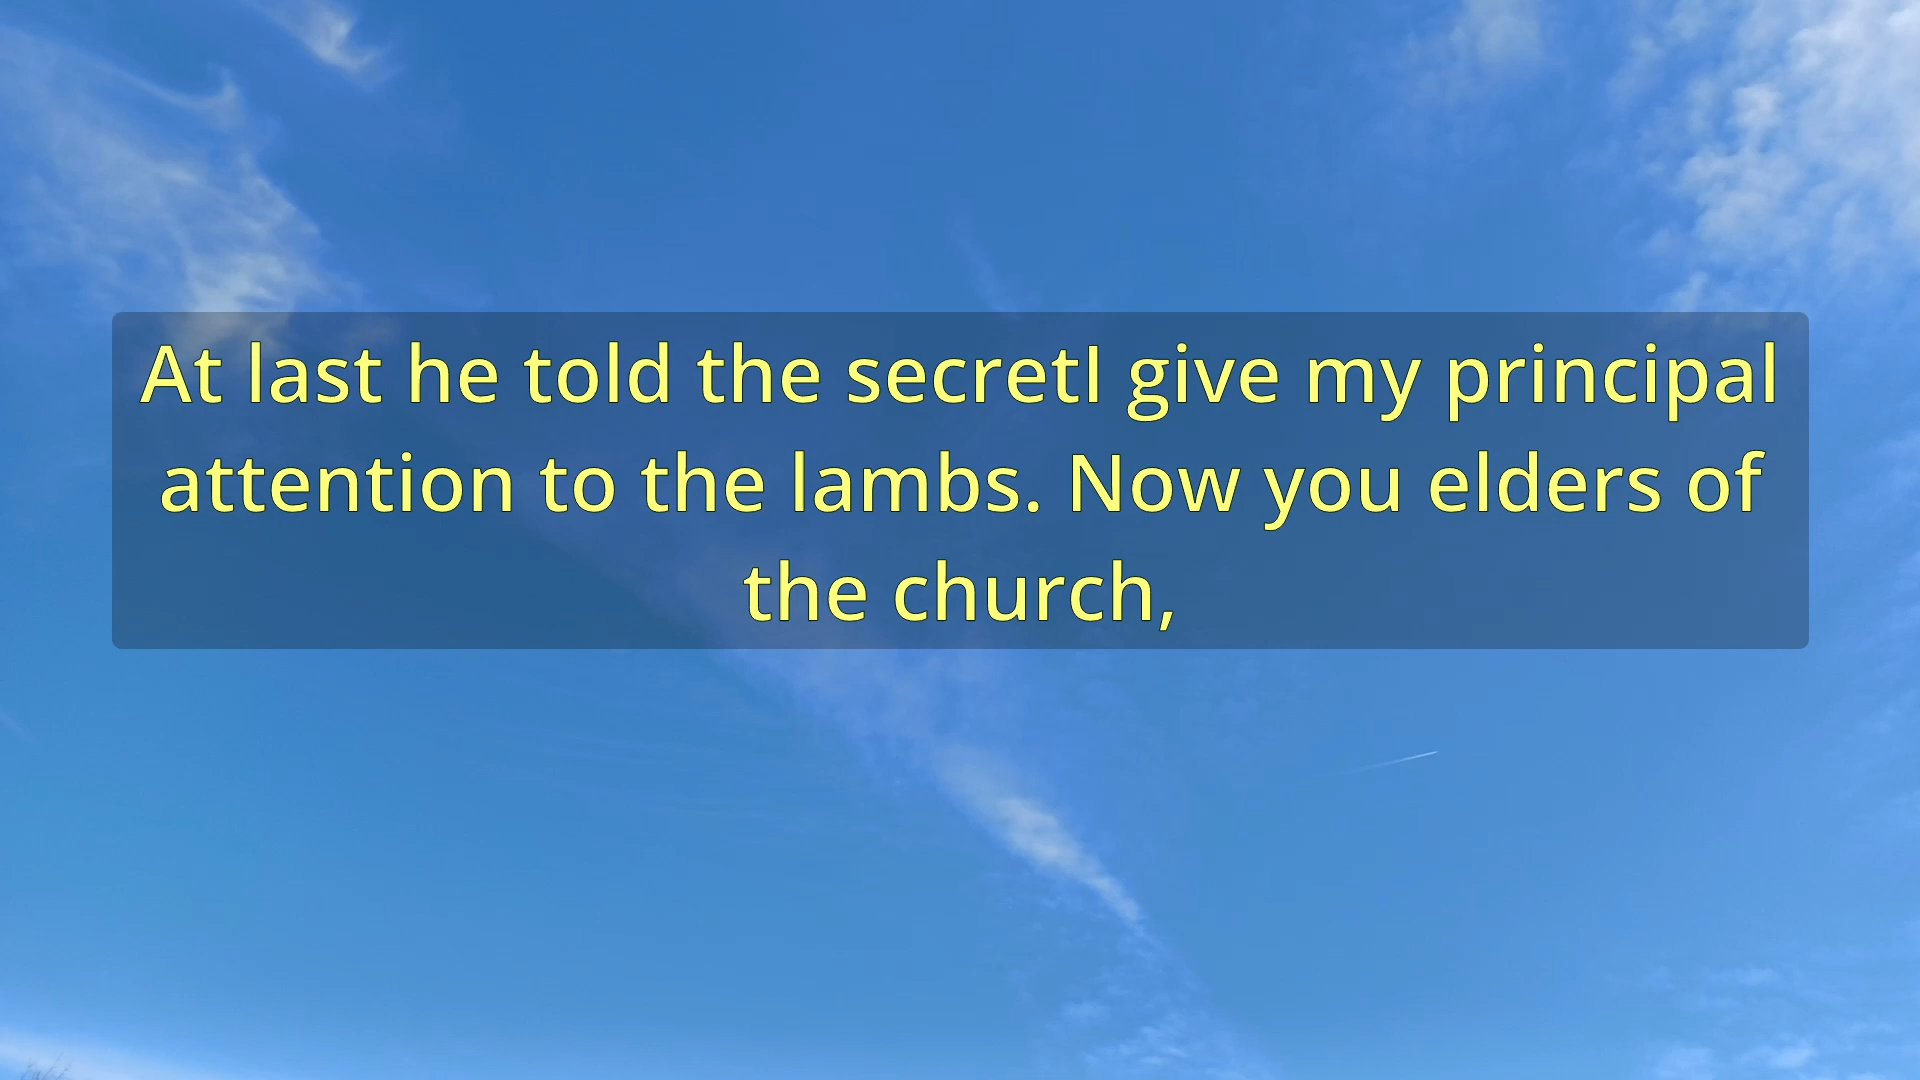 At last he told the secretI give my principal
attention to the lambs. Now you elders of
the church,